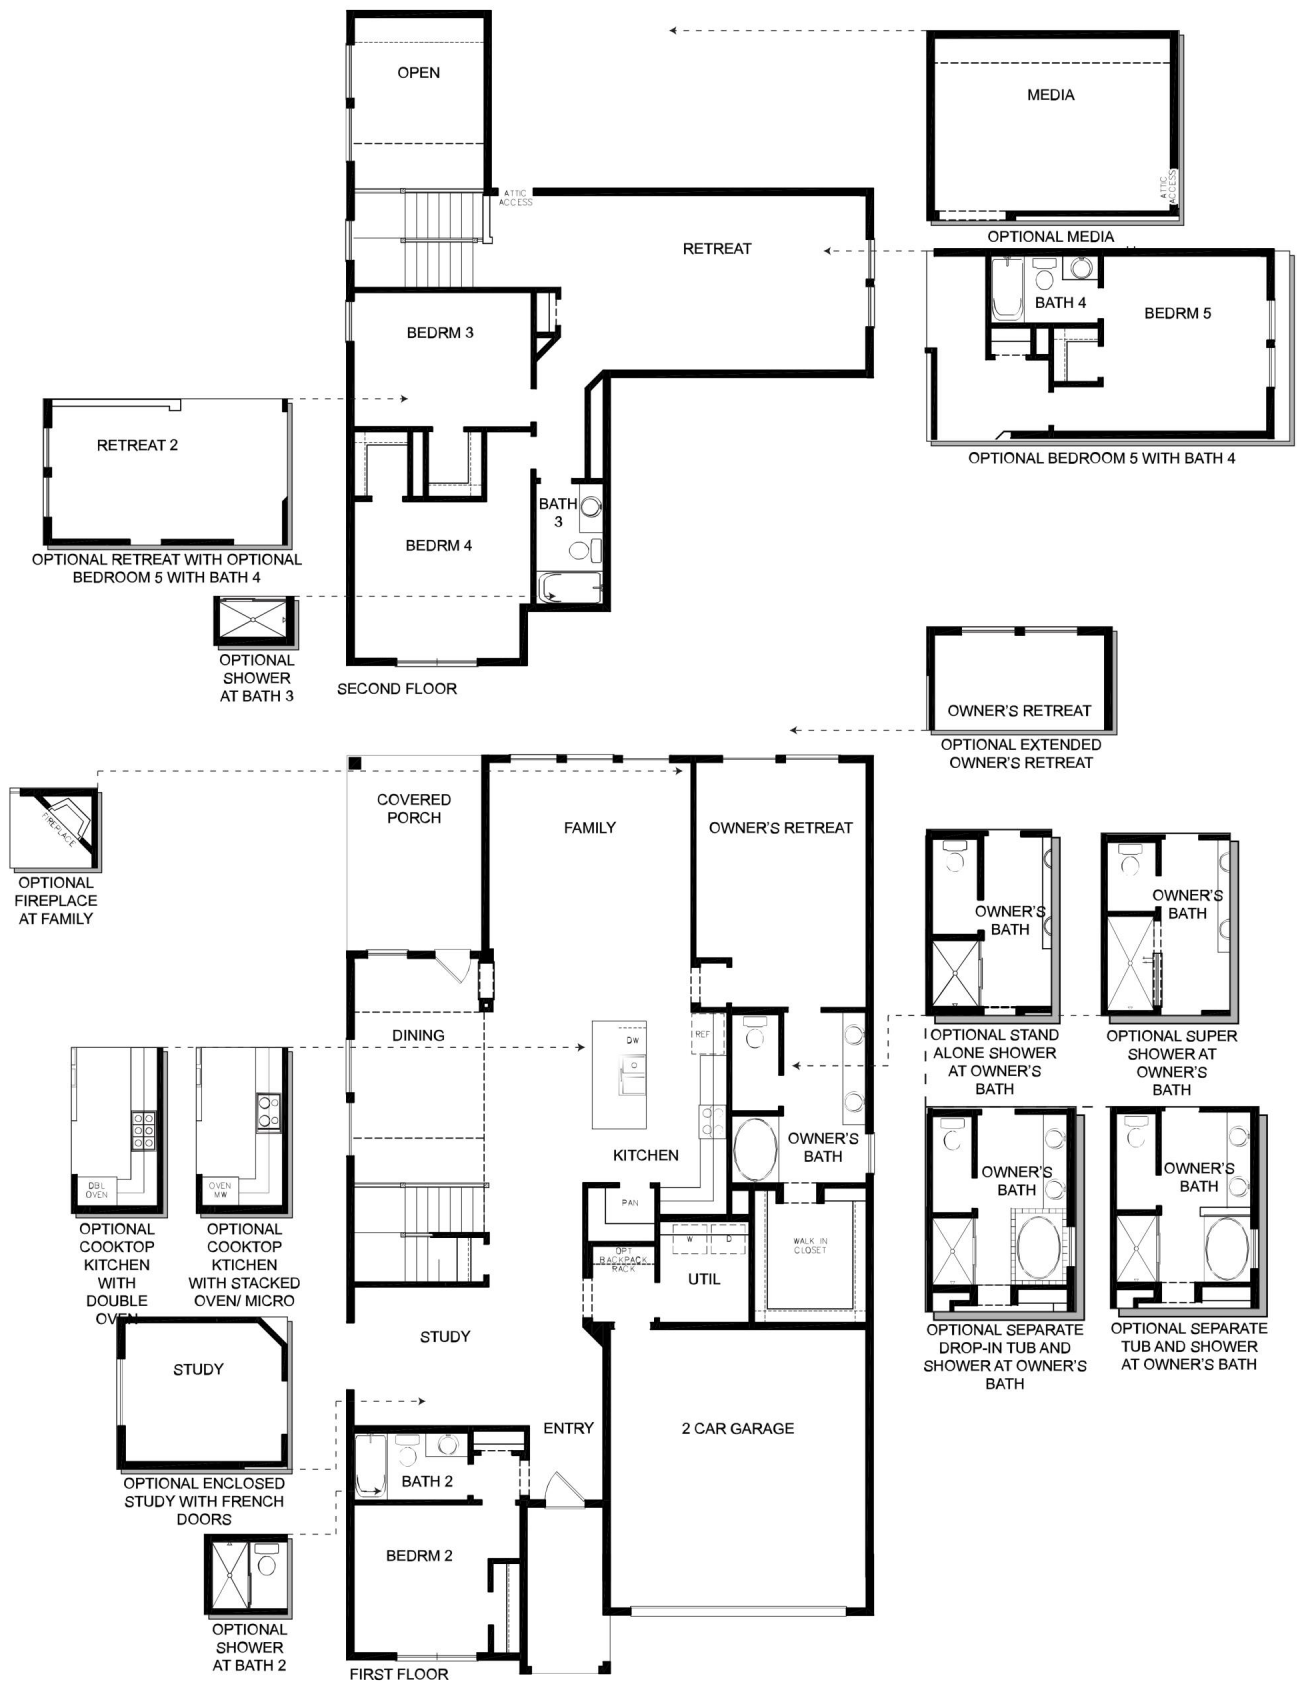 OPEN
MEDIA
ATTIC
ACCESS
OPTIONAL MEDIA
ATTIC
ACCESS
RETREAT
BATH 4
BEDRM 5
OPTIONAL BEDROOM 5 WITH BATH 4
BEDRM 3
RETREAT 2
OPTIONAL RETREAT WITH OPTIONAL
BEDROOM 5 WITH BATH 4
BATH
3
BEDRM 4
OPTIONAL
SHOWER
AT BATH 3
SECOND FLOOR
OWNER'S RETREAT
OPTIONAL EXTENDED
OWNER'S RETREAT
COVERED
PORCH
FAMILY
OWNER'S RETREAT
FIREPLACE
OPTIONAL
FIREPLACE
AT FAMILY
OWNER'S
BATH
OPTIONAL STAND
ALONE SHOWER
AT OWNER'S
BATH
OWNER'S
BATH
OPTIONAL SUPER
SHOWER AT
OWNER'S
BATH
DINING
DW
REF
KITCHEN
OWNER'S
BATH
DBL
OVEN
OPTIONAL
COOKTOP
KITCHEN
WITH
DOUBLE
OVEN
OVEN
MW
OPTIONAL
COOKTOP
KTICHEN
WITH STACKED
OVEN/ MICRO
PAN
OPT
BACKPACK
RACK
W
D
UTIL
WALK IN
CLOSET
OWNER'S
BATH
OPTIONAL SEPARATE
DROP-IN TUB AND
SHOWER AT OWNER'S
BATH
OWNER'S
BATH
OPTIONAL SEPARATE
TUB AND SHOWER
AT OWNER'S BATH
STUDY
STUDY
OPTIONAL ENCLOSED
STUDY WITH FRENCH
DOORS
ENTRY
2 CAR GARAGE
BATH 2
BEDRM 2
OPTIONAL
SHOWER
AT BATH 2
FIRST FLOOR